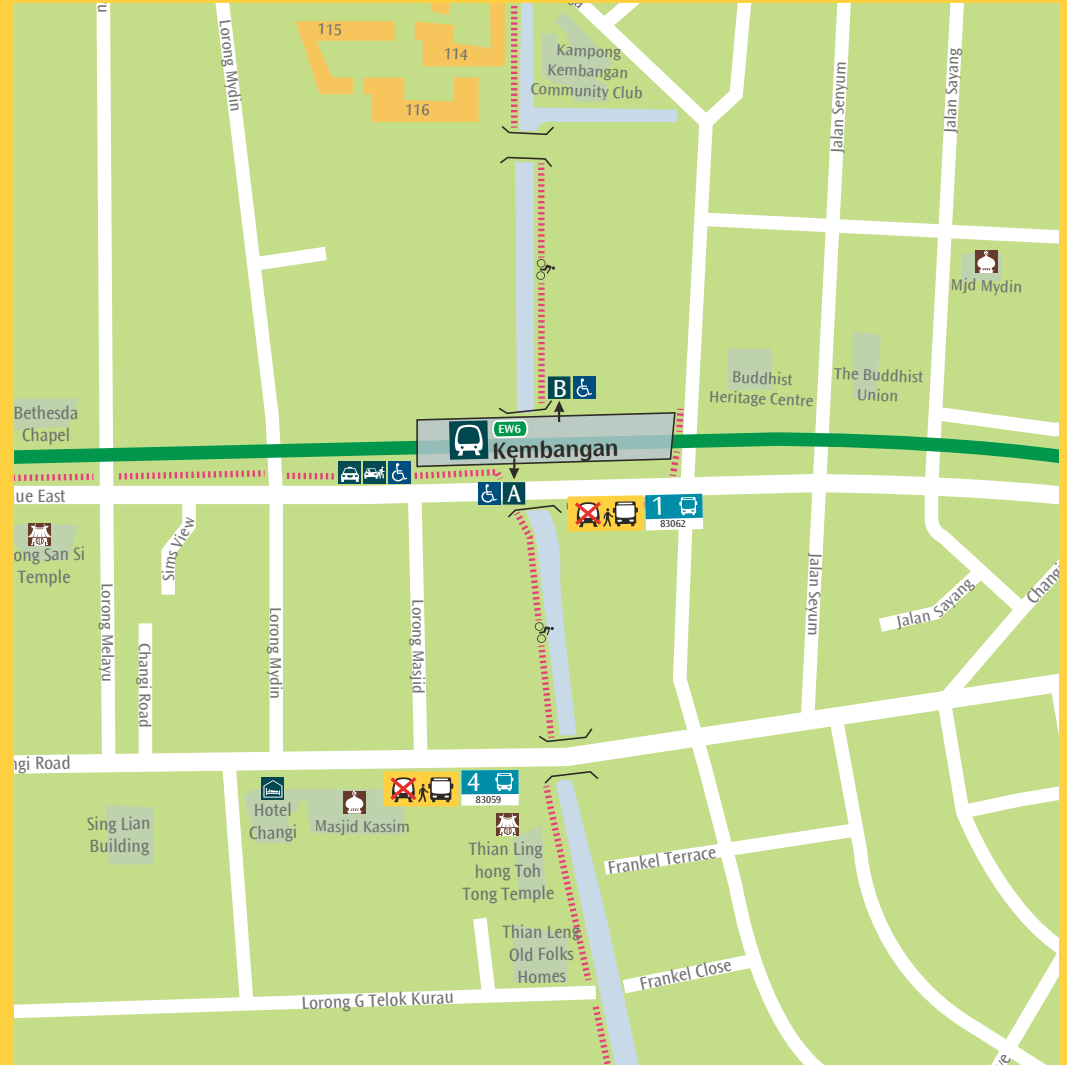 115
114
116
Lorong Mydin
Kampong
Kembangan
Community Club
Jalan Senyum
Jalan Sayang
Mjd Mydin
B
Buddhist
Heritage Centre
The Buddhist
Union
Bethesda
Chapel
EW6
Kembangan
ue East
A
1
83062
ong San Si
Temple
Sims View
Lorong Melayu
Changi Road
Lorong Mydin
Lorong Masjid
Jalan Seyum
Jalan Sayang
Changi
ngi Road
4
83059
Hotel
Changi
Masjid Kassim
Sing Lian
Building
Thian Ling
hong Toh
Tong Temple
Frankel Terrace
Thian Leng
Old Folks
Homes
Frankel Close
Lorong G Telok Kurau